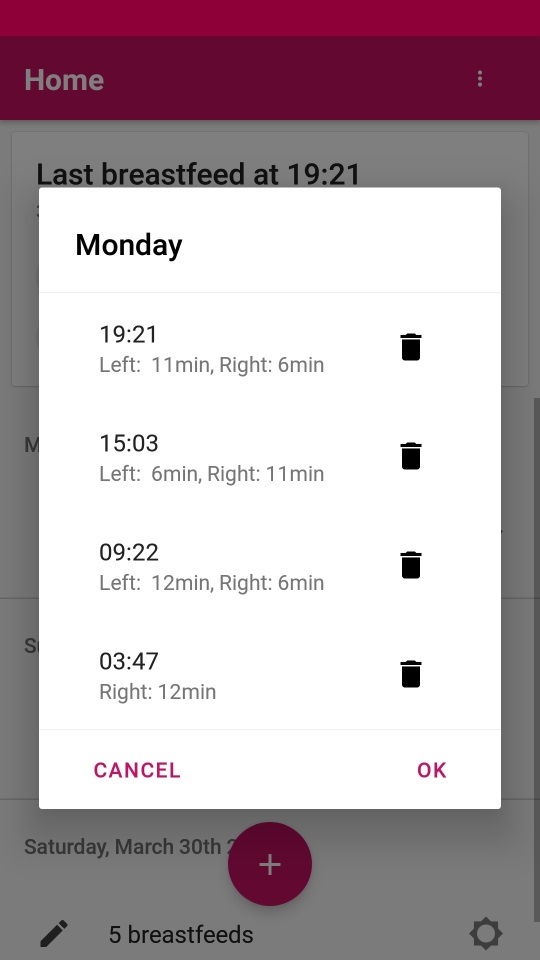 Home
Last breastfeed at 19:21
Monday
19:21
Left: 11min, Right: 6min
15:03
Left: 6min, Right: 11min
09:22
Left: 12min, Right: 6min
03:47
Right: 12min
CANCEL
OK
Saturday, March 30th
5 breastfeeds